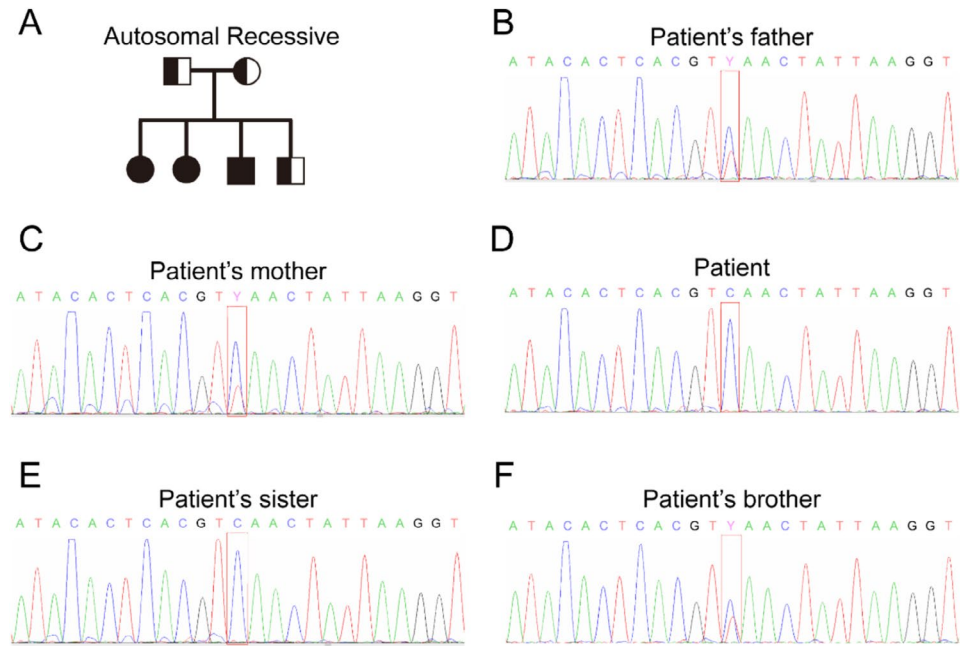 A
Autosomal Recessive
B
Patient's father
A T A C A C T C A C G T Y A A C T A T T A A G G T
C
Patient's mother
A T A C A C T C A C G T Y A A C T A T T A A G G T
D
Patient
A T A C A C T C A C G T C A A C T A T T A A G G T
E
Patient's sister
A T A C A C T C A C G T C A A C T A T T A A G G T
F
Patient's brother
A T A C A C T C A C G T Y A A C T A T T A A G G T